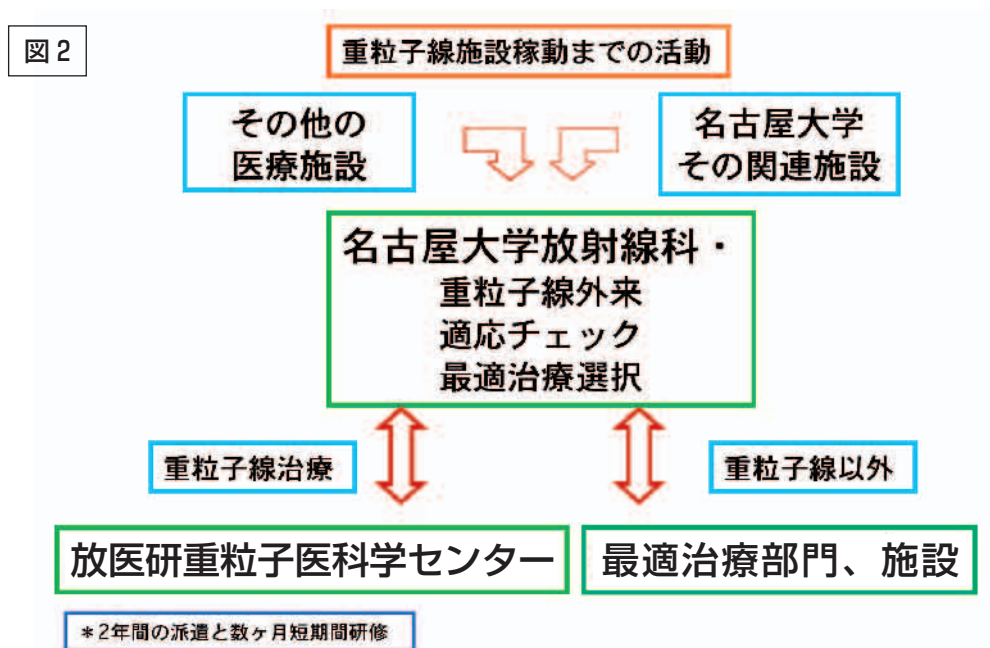 図2
重粒子線施設稼動までの活動
その他の
医療施設
名古屋大学
その関連施設
名古屋大学放射線科・
重粒子線外来
適応チェック
最適治療選択
重粒子線治療
重粒子線以外
放医研重粒子医科学センター
最適治療部門、施設
*2年間の派遣と数ヶ月短期間研修